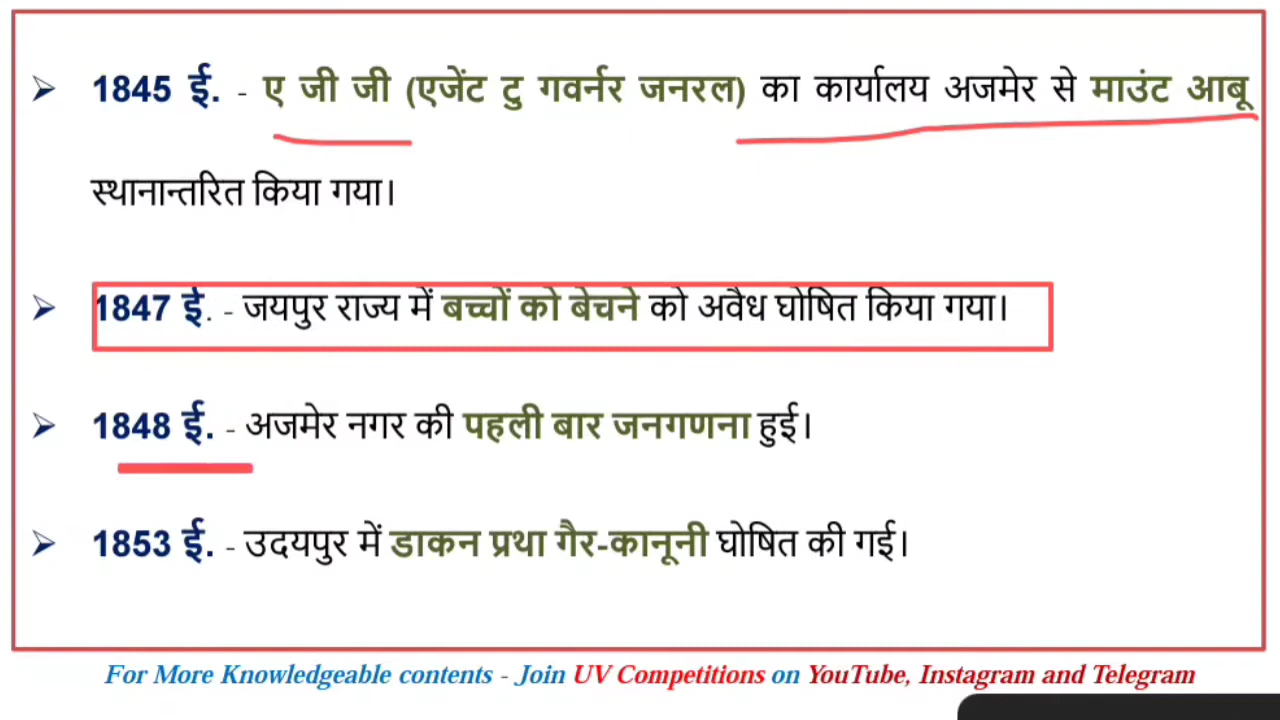 ➢ 1845 ई. - ए जी जी (एजेंट टु गवर्नर जनरल) का कार्यालय अजमेर से माउंट आबू
स्थानान्तरित किया गया।
➢ 1847 ई. - जयपुर राज्य में बच्चों को बेचने को अवैध घोषित किया गया।
➢ 1848 ई. - अजमेर नगर की पहली बार जनगणना हुई।
➢ 1853 ई. - उदयपुर में डाकन प्रथा गैर-कानूनी घोषित की गई।
For More Knowledgeable contents - Join UV Competitions on YouTube, Instagram and Telegram